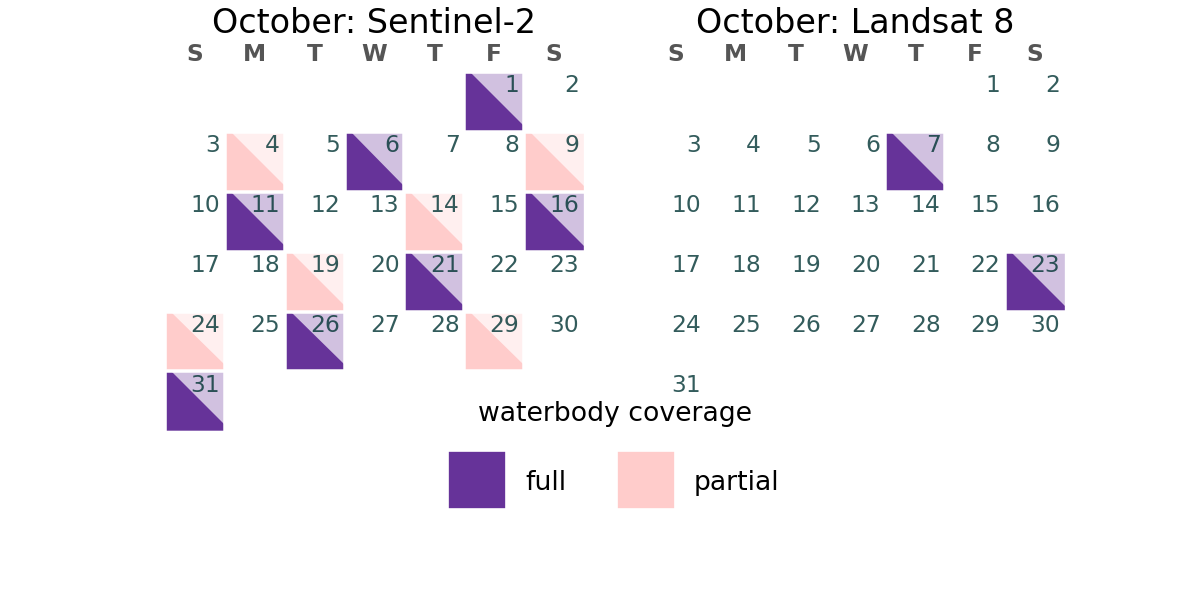 October: Sentinel-2
S M T W T F S
1 2
3 4 5 6 7 8 9
10 11 12 13 14 15 16
17 18 19 20 21 22 23
24 25 26 27 28 29 30
31
October: Landsat 8
S M T W T F S
1 2
3 4 5 6 7 8 9
10 11 12 13 14 15 16
17 18 19 20 21 22 23
24 25 26 27 28 29 30
31
waterbody coverage
full partial